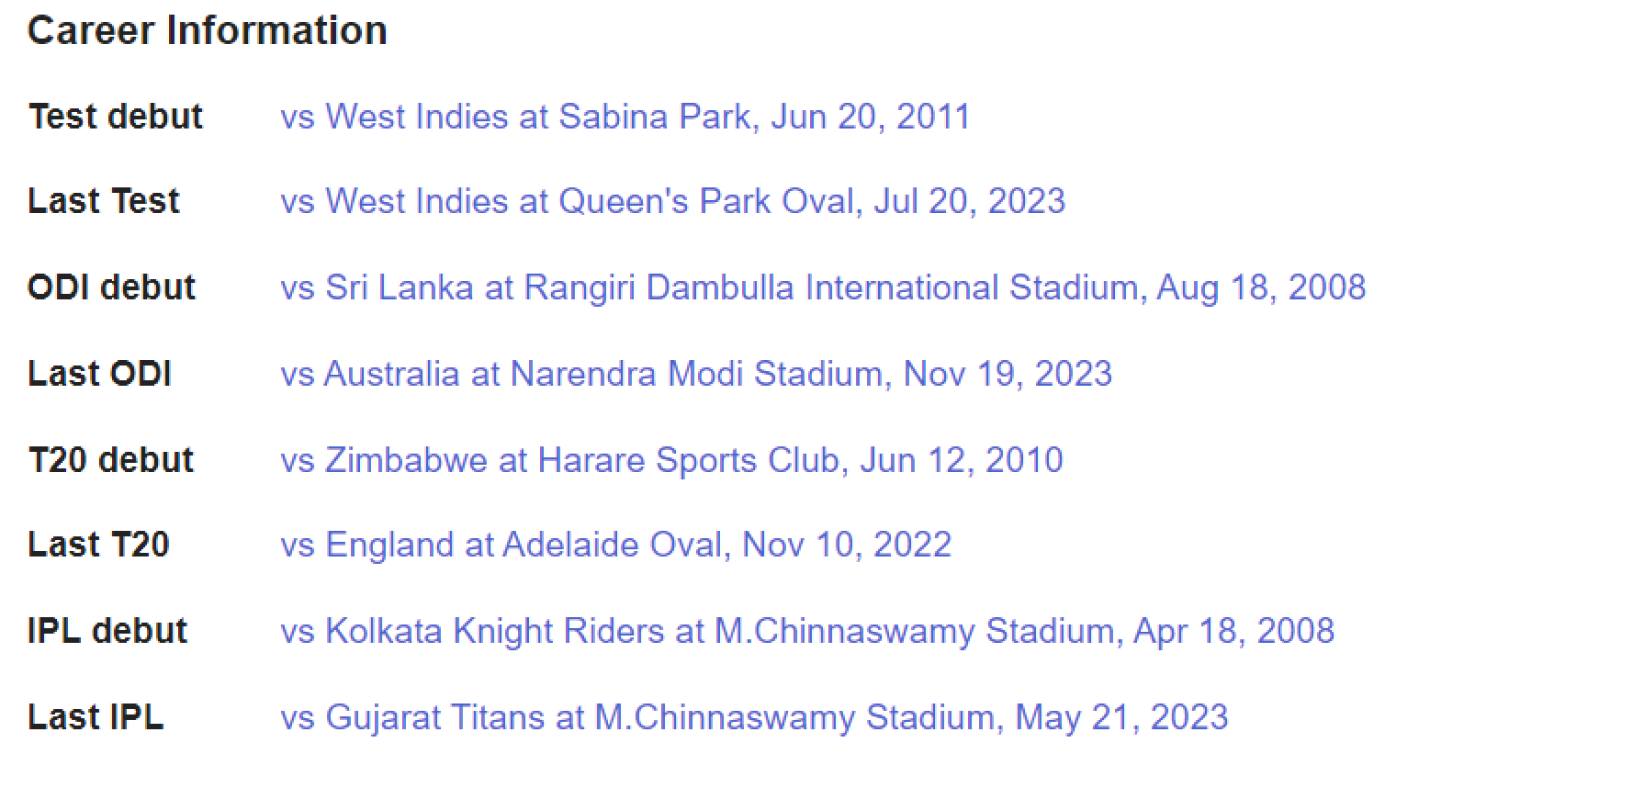 Career Information
Test debut vs West Indies at Sabina Park, Jun 20, 2011
Last Test vs West Indies at Queen's Park Oval, Jul 20, 2023
ODI debut vs Sri Lanka at Rangiri Dambulla International Stadium, Aug 18, 2008
Last ODI vs Australia at Narendra Modi Stadium, Nov 19, 2023
T20 debut vs Zimbabwe at Harare Sports Club, Jun 12, 2010
Last T20 vs England at Adelaide Oval, Nov 10, 2022
IPL debut vs Kolkata Knight Riders at M.Chinnaswamy Stadium, Apr 18, 2008
Last IPL vs Gujarat Titans at M.Chinnaswamy Stadium, May 21, 2023